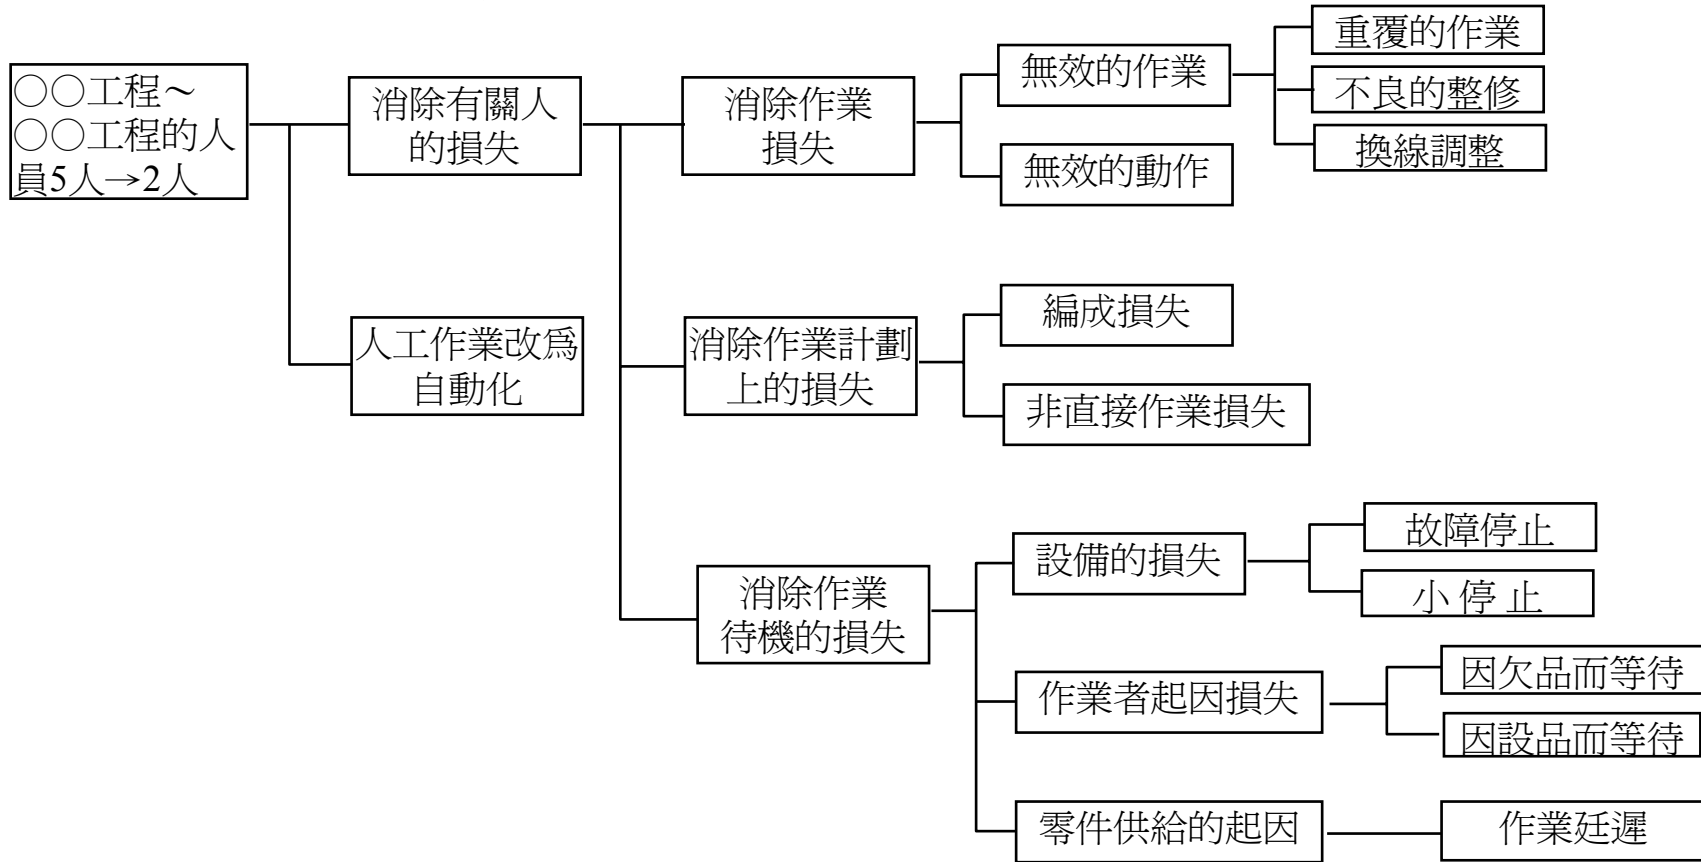 ○○工程～
○○工程的人
員5人→2人
消除有關人
的損失
人工作業改爲
自動化
消除作業
損失
消除作業計劃
上的損失
消除作業
待機的損失
無效的作業
無效的動作
重覆的作業
不良的整修
換線調整
編成損失
非直接作業損失
設備的損失
故障停止
小停止
作業者起因損失
因欠品而等待
因設品而等待
零件供給的起因
作業廷遲